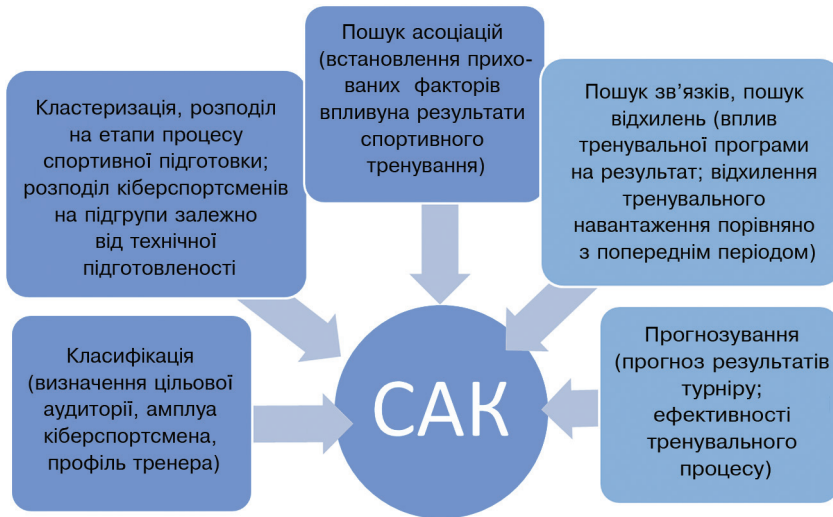 Пошук асоціацій
(встановлення прихо-
ваних факторів
впливуна результати
спортивного
тренування)
Кластеризація, розподіл
на етапи процесу
спортивної підготовки;
розподіл кіберспортсменів
на підгрупи залежно
від технічної
підготовленості
Пошук зв’язків, пошук
відхилень (вплив
тренувальної програми
на результат; відхилення
тренувального
навантаження порівняно
з попереднім періодом)
Класифікація
(визначення цільової
аудиторії, амплуа
кіберспортсмена,
профіль тренера)
САК
Прогнозування
(прогноз результатів
турніру;
ефективності
тренувального
процесу)